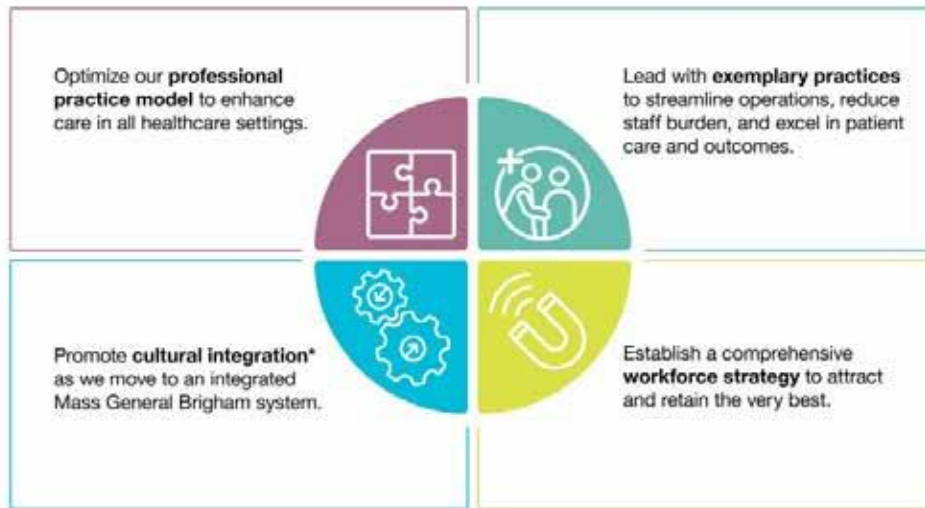 Optimize our professional
practice model to enhance
care in all healthcare settings.
Lead with exemplary practices
to streamline operations, reduce
staff burden, and excel in patient
care and outcomes.
Promote cultural integration*
as we move to an integrated
Mass General Brigham system.
Establish a comprehensive
workforce strategy to attract
and retain the very best.